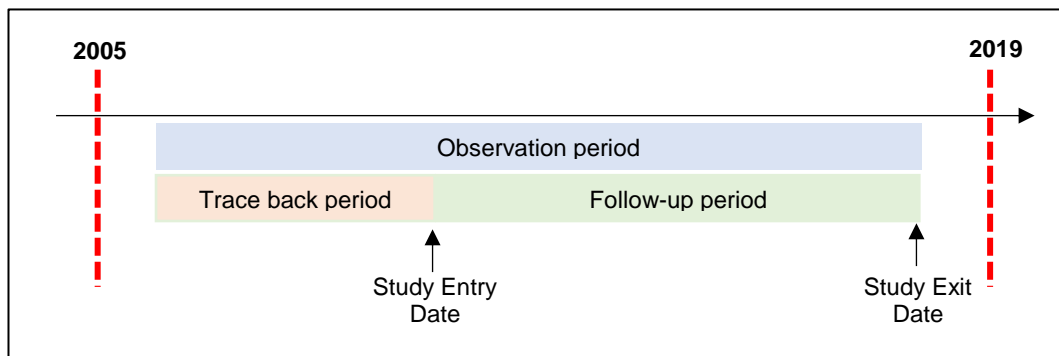 2005
2019
Observation period
Trace back period
Follow-up period
Study Entry
Date
Study Exit
Date